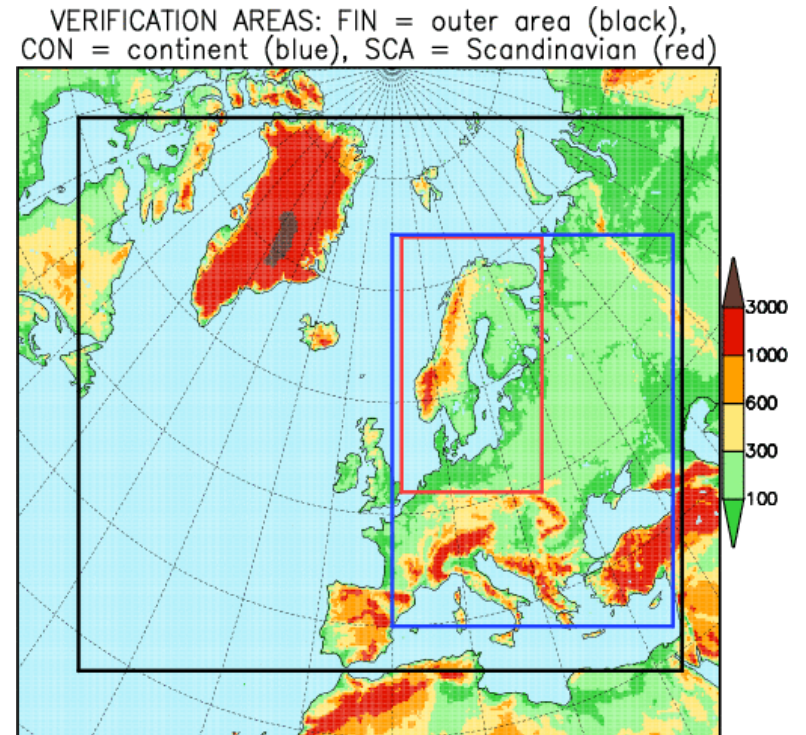 VERIFICATION AREAS: FIN = outer area (black),
CON = continent (blue), SCA = Scandinavian (red)
3000
1000
600
300
100